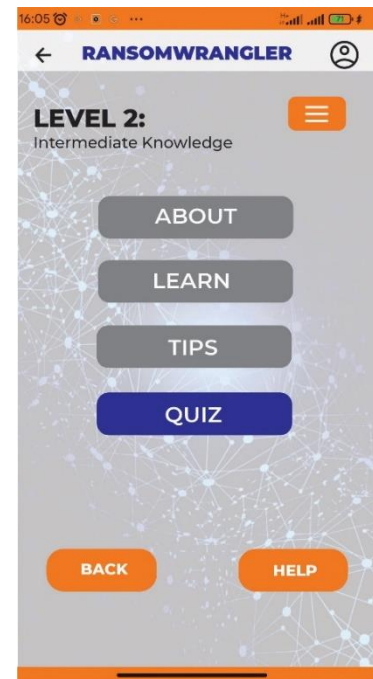 16:05
RANSOMWRANGLER
LEVEL 2:
Intermediate Knowledge
ABOUT
LEARN
TIPS
QUIZ
BACK
HELP